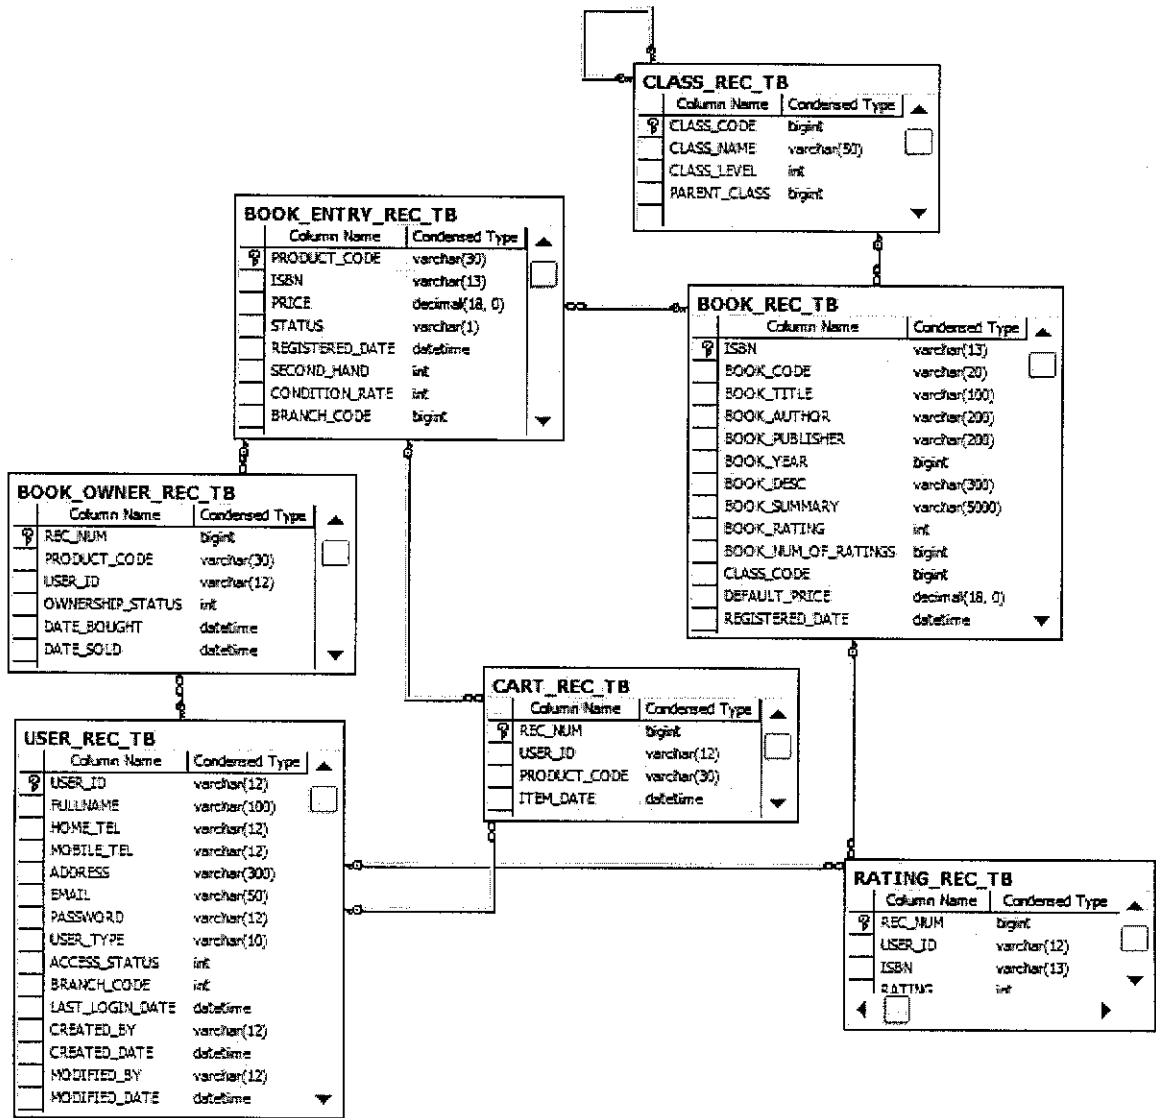 CLASS_REC_TB
Column Name Condensed Type
CLASS_CODE bigint
CLASS_NAME varchar(50)
CLASS_LEVEL int
PARENT_CLASS bigint
BOOK_ENTRY_REC_TB
Column Name Condensed Type
PRODUCT_CODE varchar(30)
ISBN varchar(13)
PRICE decimal(18, 0)
STATUS varchar(1)
REGISTERED_DATE datetime
SECOND_HAND int
CONDITION_RATE int
BRANCH_CODE bigint
BOOK_REC_TB
Column Name Condensed Type
ISBN varchar(13)
BOOK_CODE varchar(20)
BOOK_TITLE varchar(100)
BOOK_AUTHOR varchar(200)
BOOK_PUBLISHER varchar(200)
BOOK_YEAR bigint
BOOK_DESC varchar(300)
BOOK_SUMMARY varchar(5000)
BOOK_RATING int
BOOK_NUM_OF_RATINGS bigint
CLASS_CODE bigint
DEFAULT_PRICE decimal(18, 0)
REGISTERED_DATE datetime
BOOK_OWNER_REC_TB
Column Name Condensed Type
REC_NUM bigint
PRODUCT_CODE varchar(30)
USER_ID varchar(12)
OWNERSHIP_STATUS int
DATE_BOUGHT datetime
DATE_SOLD datetime
CART_REC_TB
Column Name Condensed Type
REC_NUM bigint
USER_ID varchar(12)
PRODUCT_CODE varchar(30)
ITEM_DATE datetime
USER_REC_TB
Column Name Condensed Type
USER_ID varchar(12)
FULLNAME varchar(100)
HOME_TEL varchar(12)
MOBILE_TEL varchar(12)
ADDRESS varchar(300)
EMAIL varchar(50)
PASSWORD varchar(12)
USER_TYPE varchar(10)
ACCESS_STATUS int
BRANCH_CODE int
LAST_LOGIN_DATE datetime
CREATED_BY varchar(12)
CREATED_DATE datetime
MODIFIED_BY varchar(12)
MODIFIED_DATE datetime
RATING_REC_TB
Column Name Condensed Type
REC_NUM bigint
USER_ID varchar(12)
ISBN varchar(13)
RATING int